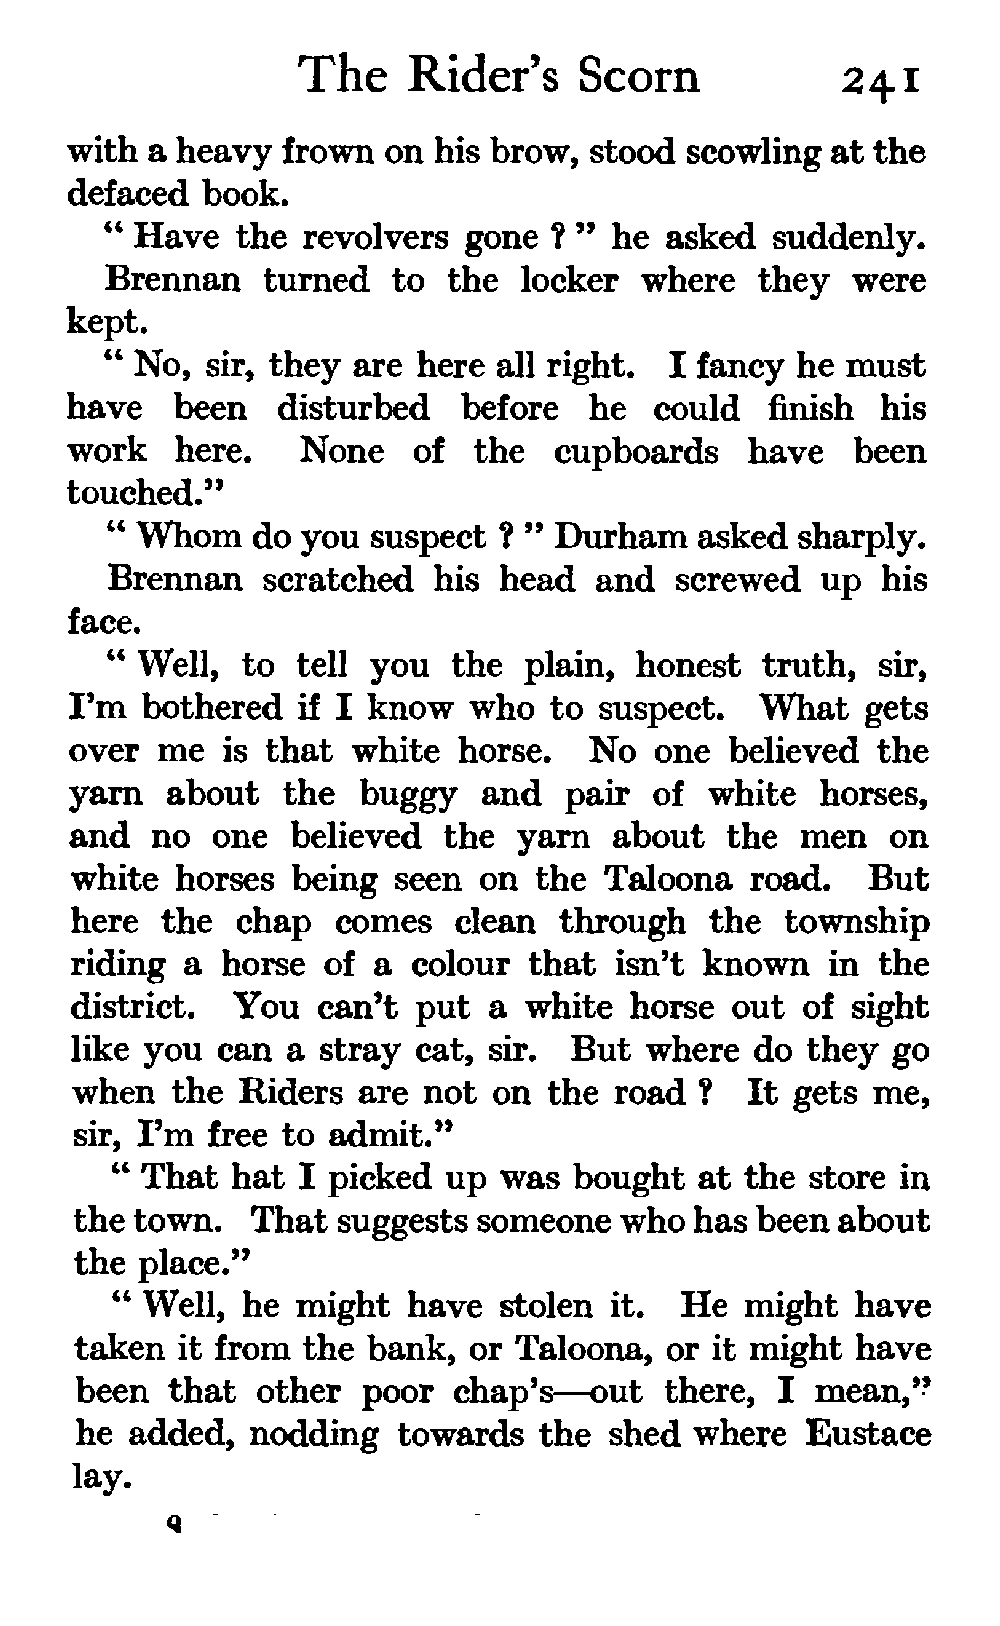 The Rider's Scorn 241
with a heavy frown on his brow, stood scowling at the
defaced book.
“ Have the revolvers gone ? ” he asked suddenly.
Brennan turned to the locker where they were
kept.
“ No, sir, they are here all right. I fancy he must
have been disturbed before he could finish his
work here. None of the cupboards have been
touched.”
“ Whom do you suspect ? ” Durham asked sharply.
Brennan scratched his head and screwed up his
face.
“ Well, to tell you the plain, honest truth, sir,
I'm bothered if I know who to suspect. What gets
over me is that white horse. No one believed the
yarn about the buggy and pair of white horses,
and no one believed the yarn about the men on
white horses being seen on the Taloona road. But
here the chap comes clean through the township
riding a horse of a colour that isn't known in the
district. You can't put a white horse out of sight
like you can a stray cat, sir. But where do they go
when the Riders are not on the road ? It gets me,
sir, I'm free to admit.”
“ That hat I picked up was bought at the store in
the town. That suggests someone who has been about
the place.”
“ Well, he might have stolen it. He might have
taken it from the bank, or Taloona, or it might have
been that other poor chap's—out there, I mean,”
he added, nodding towards the shed where Eustace
lay.
Q